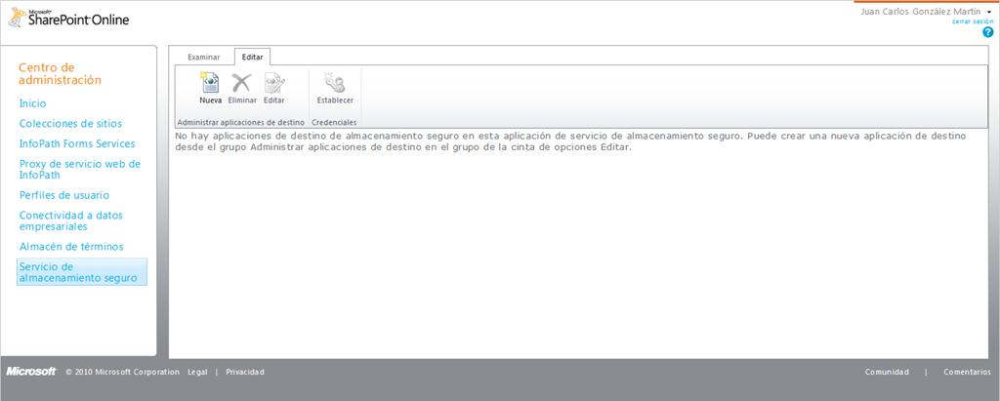 Microsoft
SharePoint Online
Juan Carlos González Martín
cerrar sesión
Centro de
administración
Inicio
Colecciones de sitios
InfoPath Forms Services
Proxy de servicio web de
InfoPath
Perfiles de usuario
Conectividad a datos
empresariales
Almacén de términos
Servicio de
almacenamiento seguro
Examinar
Editar
Nueva
Eliminar
Editar
Establecer
Administrar aplicaciones de destino
Credenciales
No hay aplicaciones de destino de almacenamiento seguro en esta aplicación de servicio de almacenamiento seguro. Puede crear una nueva aplicación de destino
desde el grupo Administrar aplicaciones de destino en el grupo de la cinta de opciones Editar.
Microsoft © 2010 Microsoft Corporation Legal | Privacidad
Comunidad | Comentarios